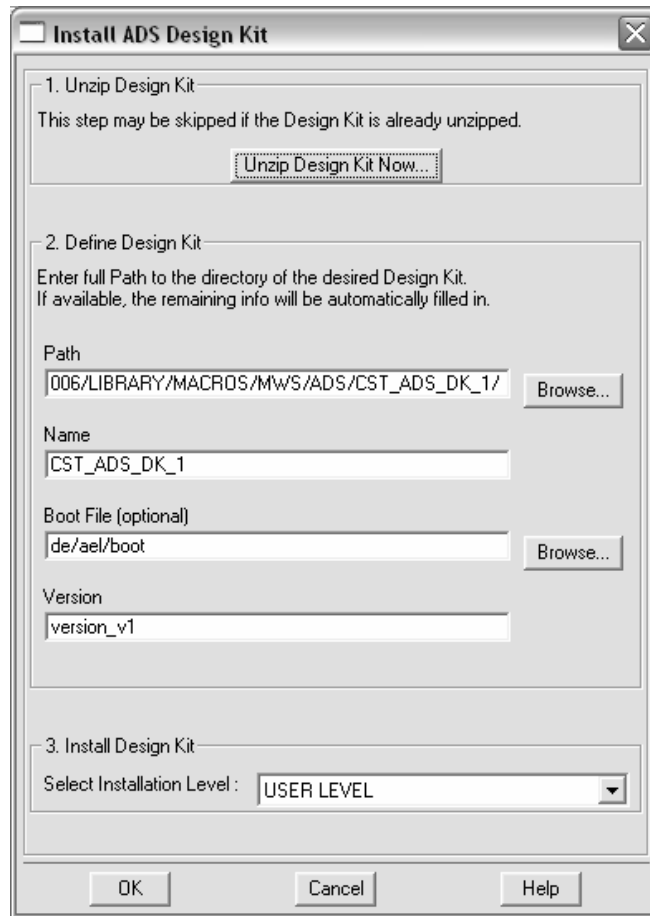 Install ADS Design Kit
1. Unzip Design Kit
This step may be skipped if the Design Kit is already unzipped.
Unzip Design Kit Now...
2. Define Design Kit
Enter full Path to the directory of the desired Design Kit.
If available, the remaining info will be automatically filled in.
Path
006/LIBRARY/MACROS/MWS/ADS/CST_ADS_DK_1/
Browse...
Name
CST_ADS_DK_1
Boot File (optional)
de/ael/boot
Browse...
Version
version_v1
3. Install Design Kit
Select Installation Level : USER LEVEL
OK Cancel Help